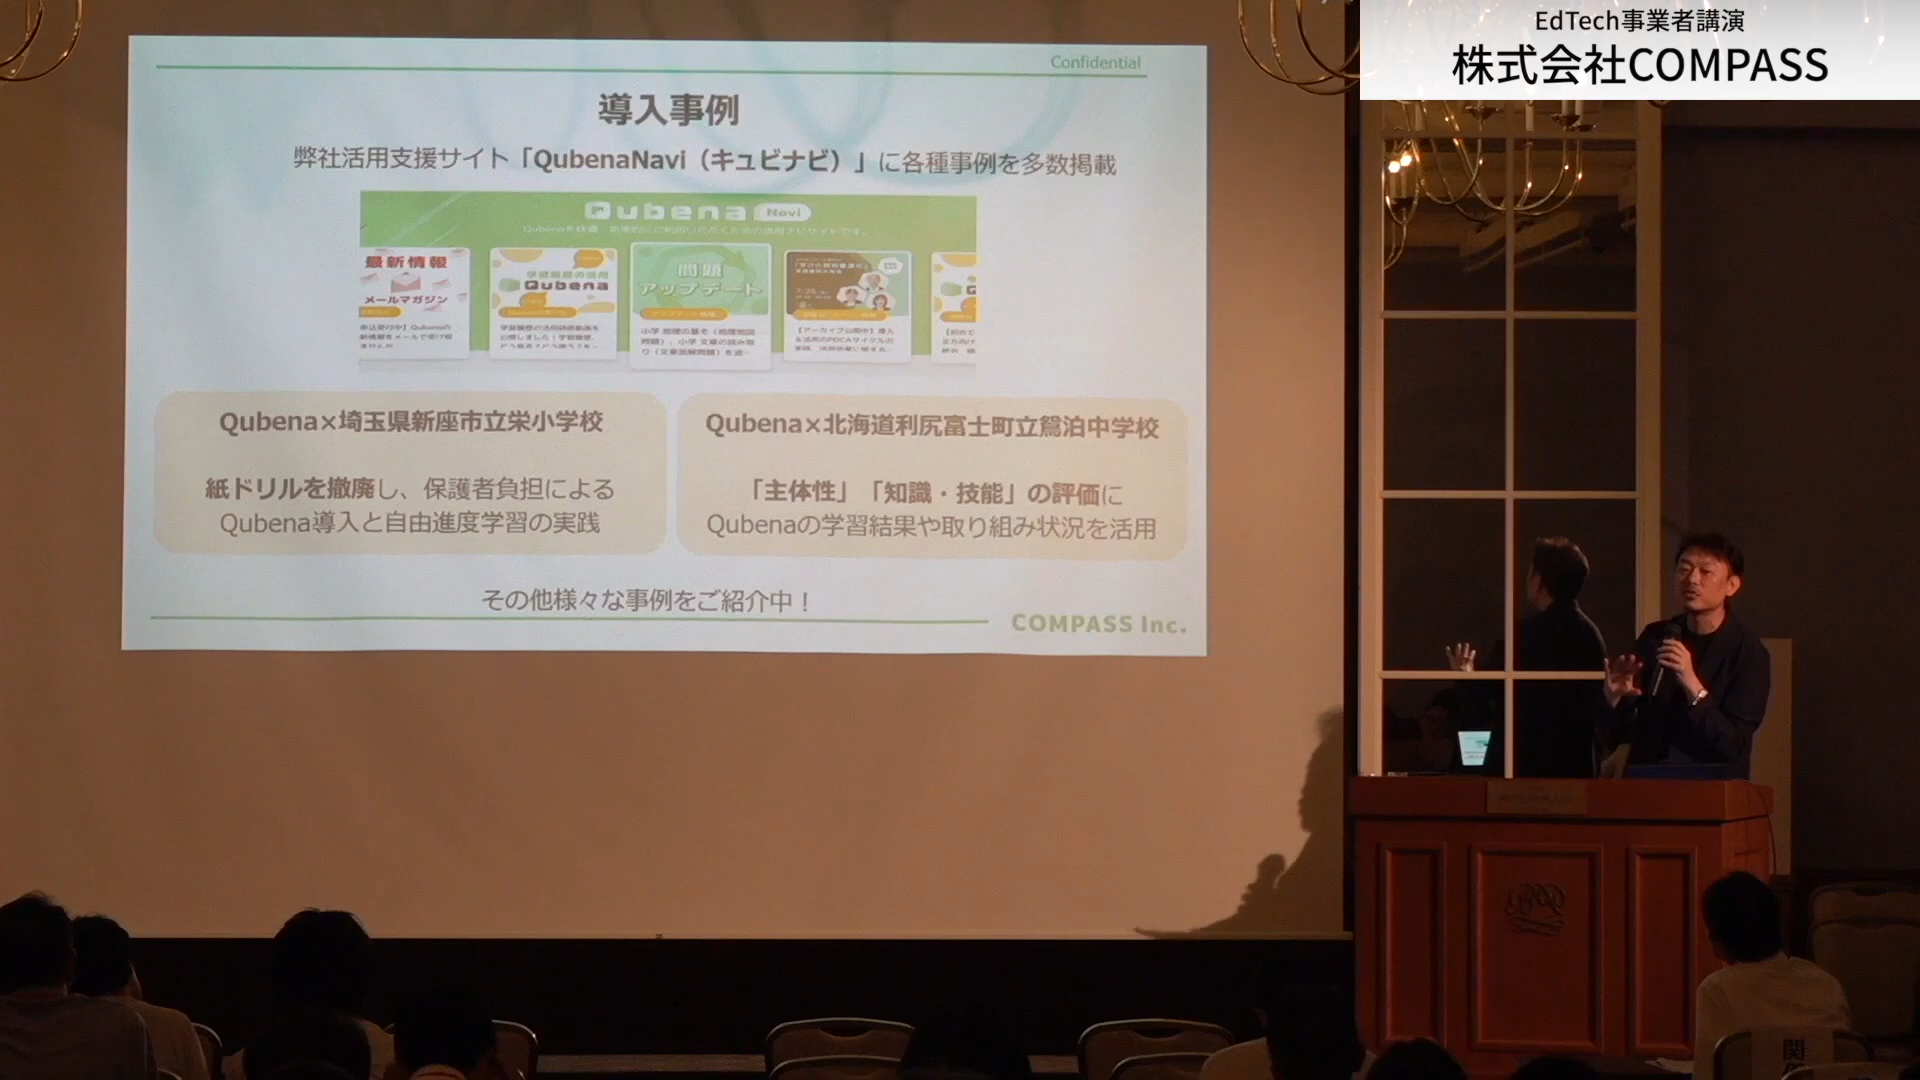 EdTech事業者講演
株式会社COMPASS
Confidential
導入事例
弊社活用支援サイト「QubenaNavi（キュビナビ）」に各種事例を多数掲載
Qubena Navi
最新情報
メールマガジン
学習履歴の活用
Qubena
問題
アップデート
Qubena×埼玉県新座市立栄小学校
紙ドリルを撤廃し、保護者負担による
Qubena導入と自由進度学習の実践
Qubena×北海道利尻富士町立鴛泊中学校
「主体性」「知識・技能」の評価に
Qubenaの学習結果や取り組み状況を活用
その他様々な事例をご紹介中！
COMPASS Inc.
関